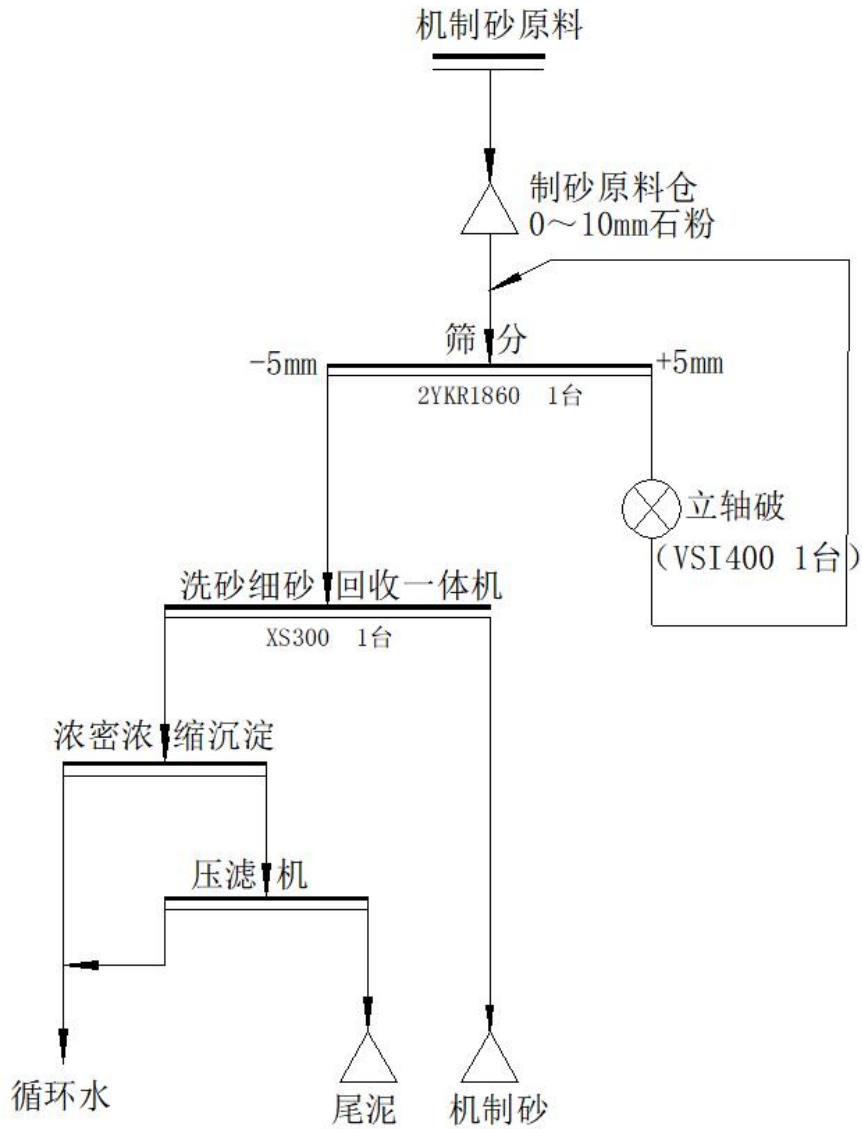 机制砂原料
制砂原料仓
0～10mm石粉
筛分
-5mm
+5mm
2YKR1860 1台
立轴破
（VSI400 1台）
洗砂细砂回收一体机
XS300 1台
浓密浓缩沉淀
压滤机
循环水
尾泥
机制砂